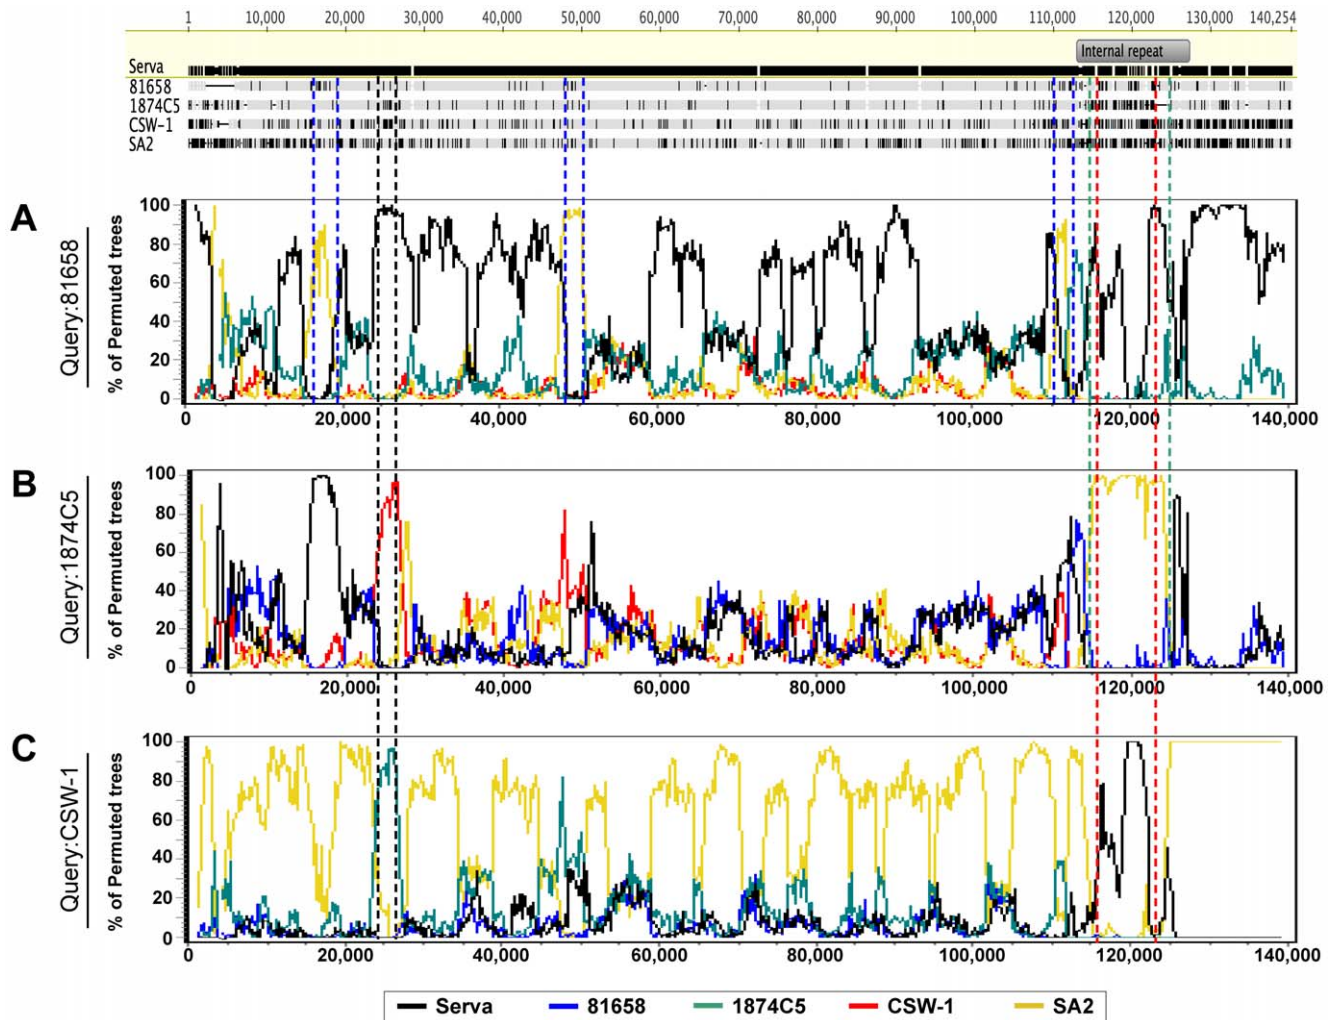 1 10,000 20,000 30,000 40,000 50,000 60,000 70,000 80,000 90,000 100,000 110,000 120,000 130,000 140,254
Internal repeat
Serva
81658
1874C5
CSW-1
SA2
A
Query:81658
% of Permuted trees
100
80
60
40
20
0
0 20,000 40,000 60,000 80,000 100,000 120,000 140,000
B
Query:1874C5
% of Permuted trees
100
80
60
40
20
0
0 20,000 40,000 60,000 80,000 100,000 120,000 140,000
C
Query:CSW-1
% of Permuted trees
100
80
60
40
20
0
0 20,000 40,000 60,000 80,000 100,000 120,000 140,000
Serva 81658 1874C5 CSW-1 SA2